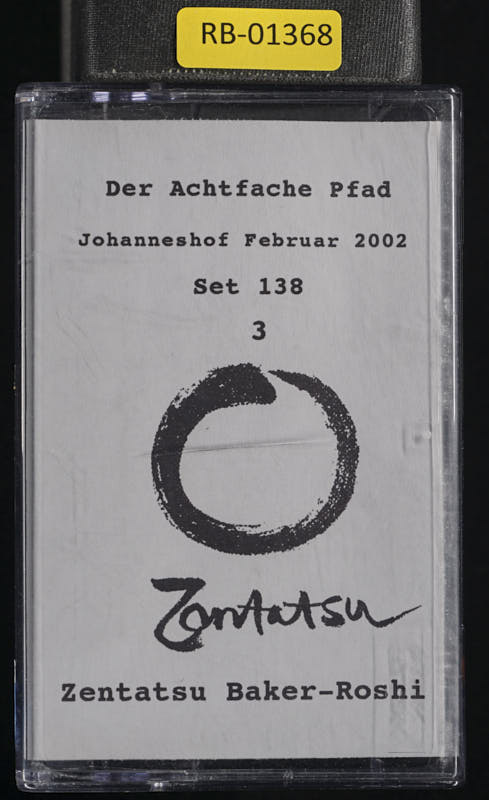 RB-01368
Der Achtfache Pfad
Johanneshof Februar 2002
Set 138
3
Zentatsu
Zentatsu Baker-Roshi